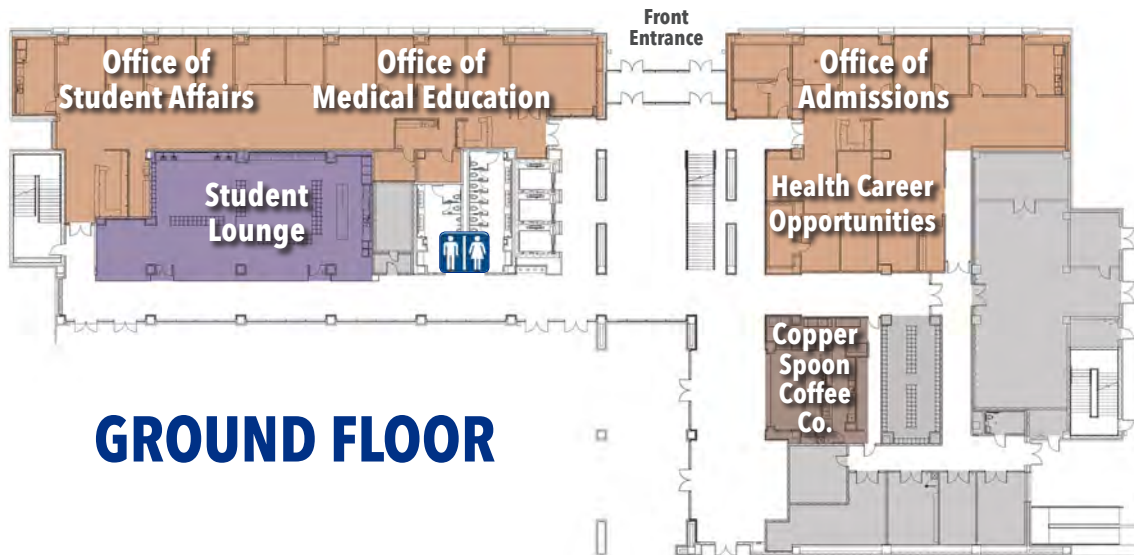 Front
Entrance
Office of
Student Affairs
Office of
Medical Education
Office of
Admissions
Student
Lounge
Health Career
Opportunities
Copper
Spoon
Coffee
Co.
GROUND FLOOR